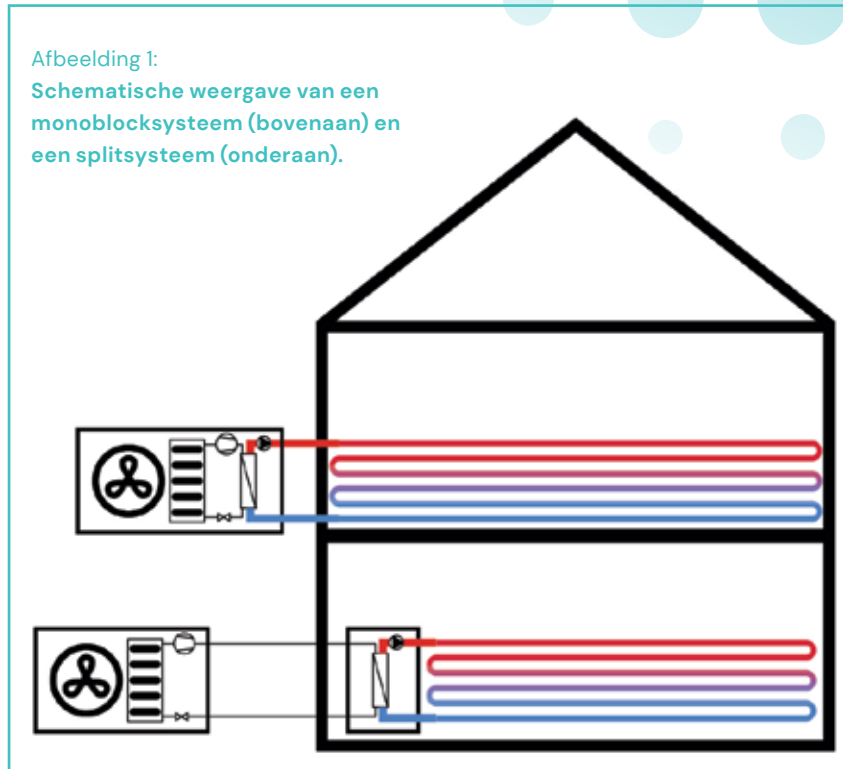 Afbeelding 1:
Schematische weergave van een
monoblocksysteem (bovenaan) en
een splitsysteem (onderaan).